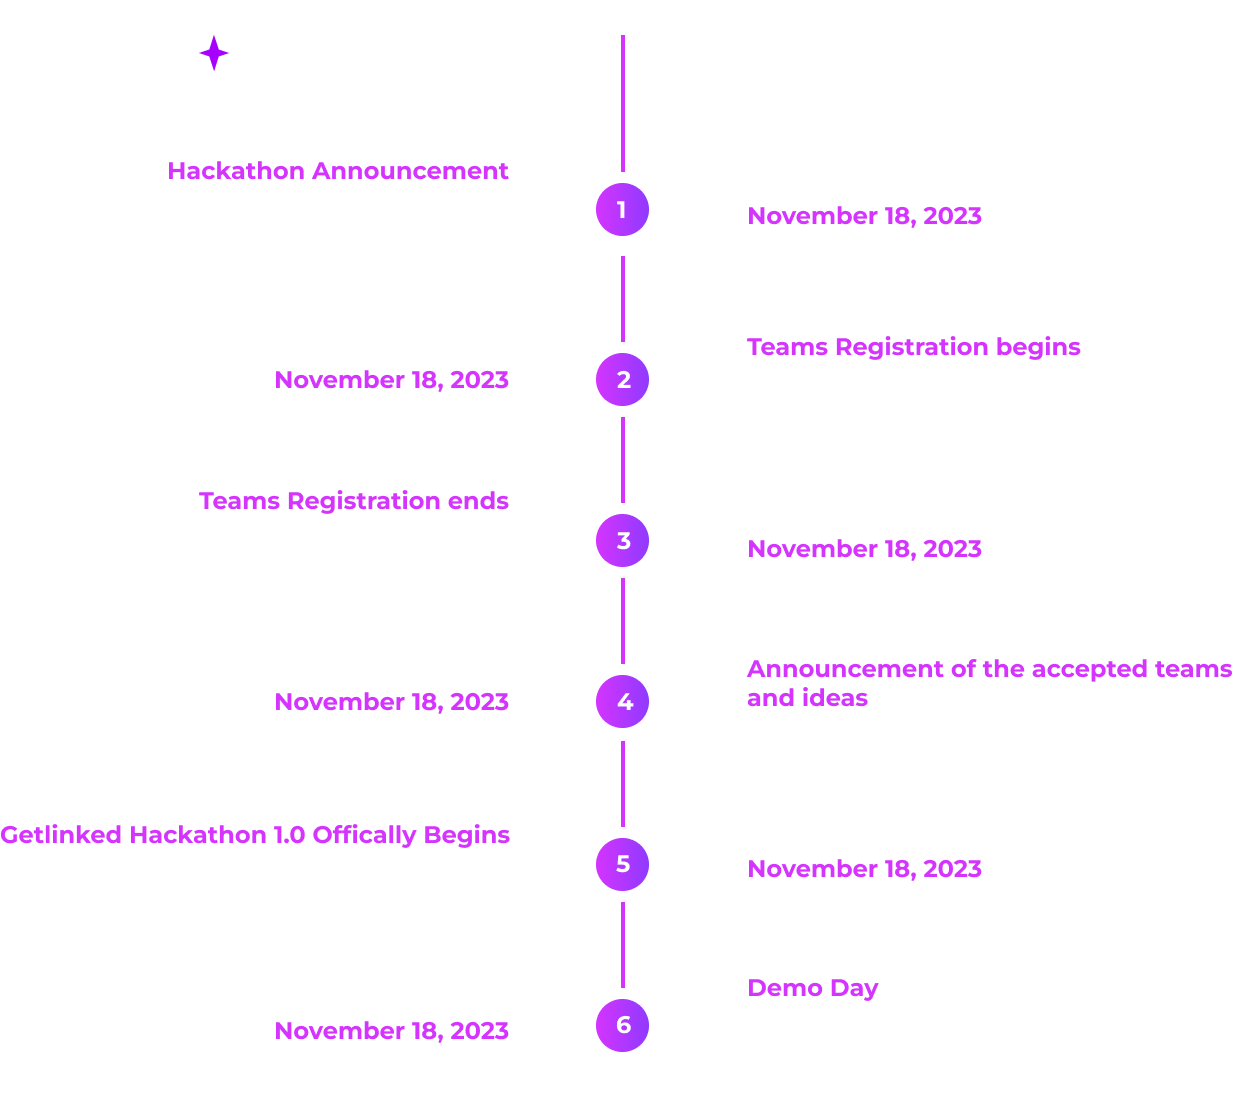 Hackathon Announcement
1
November 18, 2023
Teams Registration begins
November 18, 2023
2
Teams Registration ends
3
November 18, 2023
Announcement of the accepted teams
and ideas
November 18, 2023
4
Getlinked Hackathon 1.0 Offically Begins
5
November 18, 2023
Demo Day
November 18, 2023
6